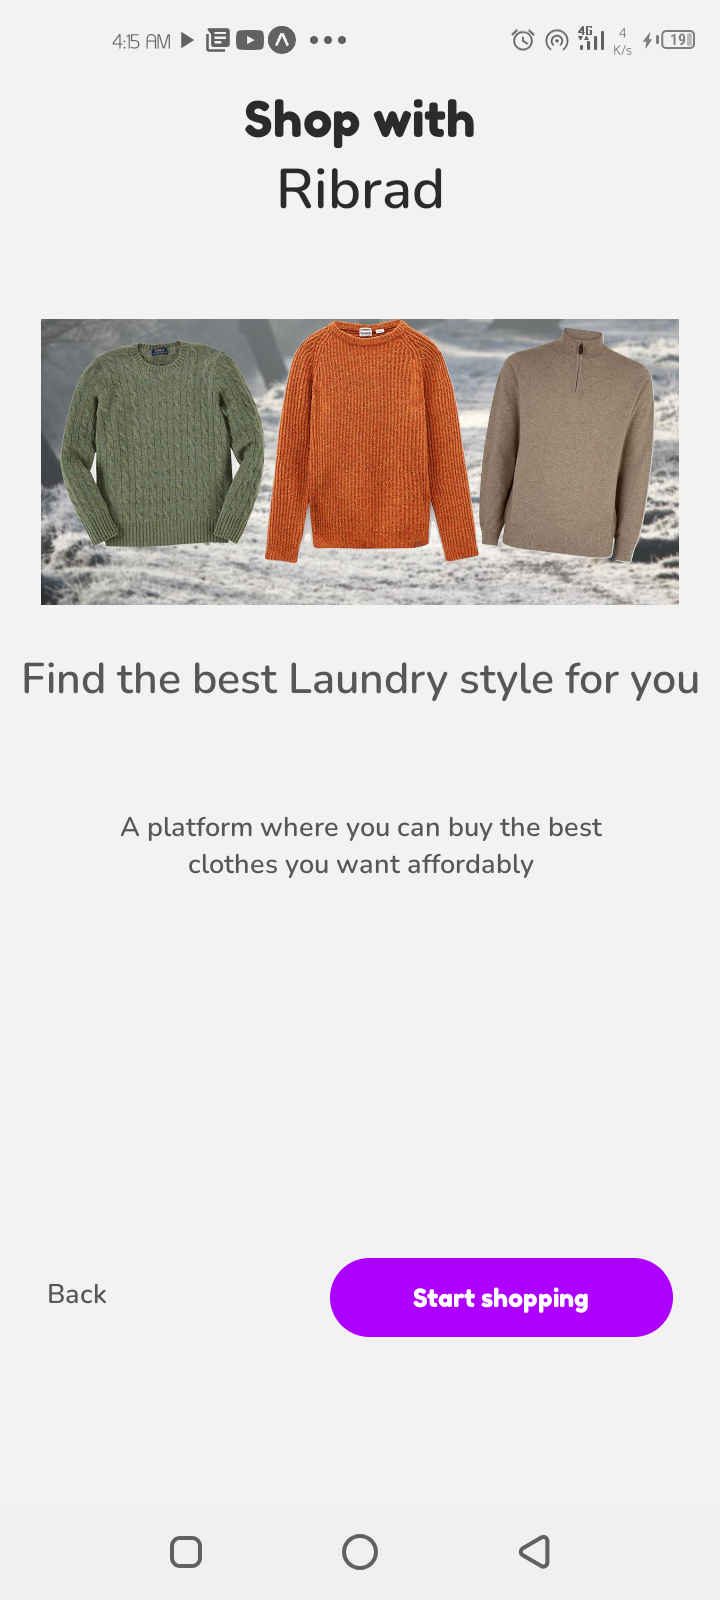 4:15 AM
4G
4
K/s
19
Shop with
Ribrad
Find the best Laundry style for you
A platform where you can buy the best
clothes you want affordably
Back
Start shopping